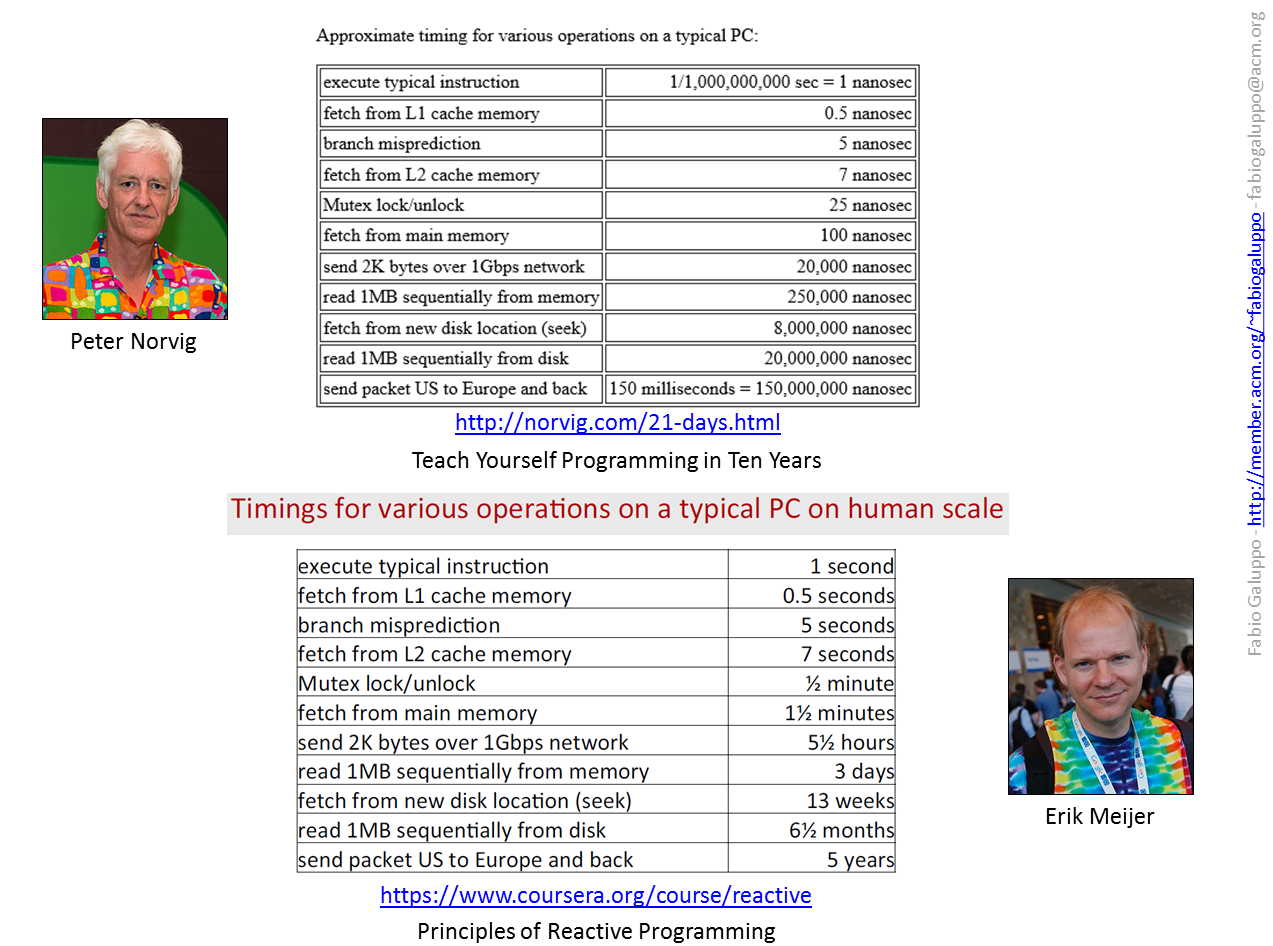 Approximate timing for various operations on a typical PC:
execute typical instruction 1/1,000,000,000 sec = 1 nanosec
fetch from L1 cache memory 0.5 nanosec
branch misprediction 5 nanosec
fetch from L2 cache memory 7 nanosec
Mutex lock/unlock 25 nanosec
fetch from main memory 100 nanosec
send 2K bytes over 1Gbps network 20,000 nanosec
read 1MB sequentially from memory 250,000 nanosec
fetch from new disk location (seek) 8,000,000 nanosec
read 1MB sequentially from disk 20,000,000 nanosec
send packet US to Europe and back 150 milliseconds = 150,000,000 nanosec
Peter Norvig
http://norvig.com/21-days.html
Teach Yourself Programming in Ten Years
Timings for various operations on a typical PC on human scale
execute typical instruction 1 second
fetch from L1 cache memory 0.5 seconds
branch misprediction 5 seconds
fetch from L2 cache memory 7 seconds
Mutex lock/unlock ½ minute
fetch from main memory 1½ minutes
send 2K bytes over 1Gbps network 5½ hours
read 1MB sequentially from memory 3 days
fetch from new disk location (seek) 13 weeks
read 1MB sequentially from disk 6½ months
send packet US to Europe and back 5 years
Erik Meijer
https://www.coursera.org/course/reactive
Principles of Reactive Programming
Fabio Galuppo - http://member.acm.org/~fabiogaluppo - fabiogaluppo@acm.org